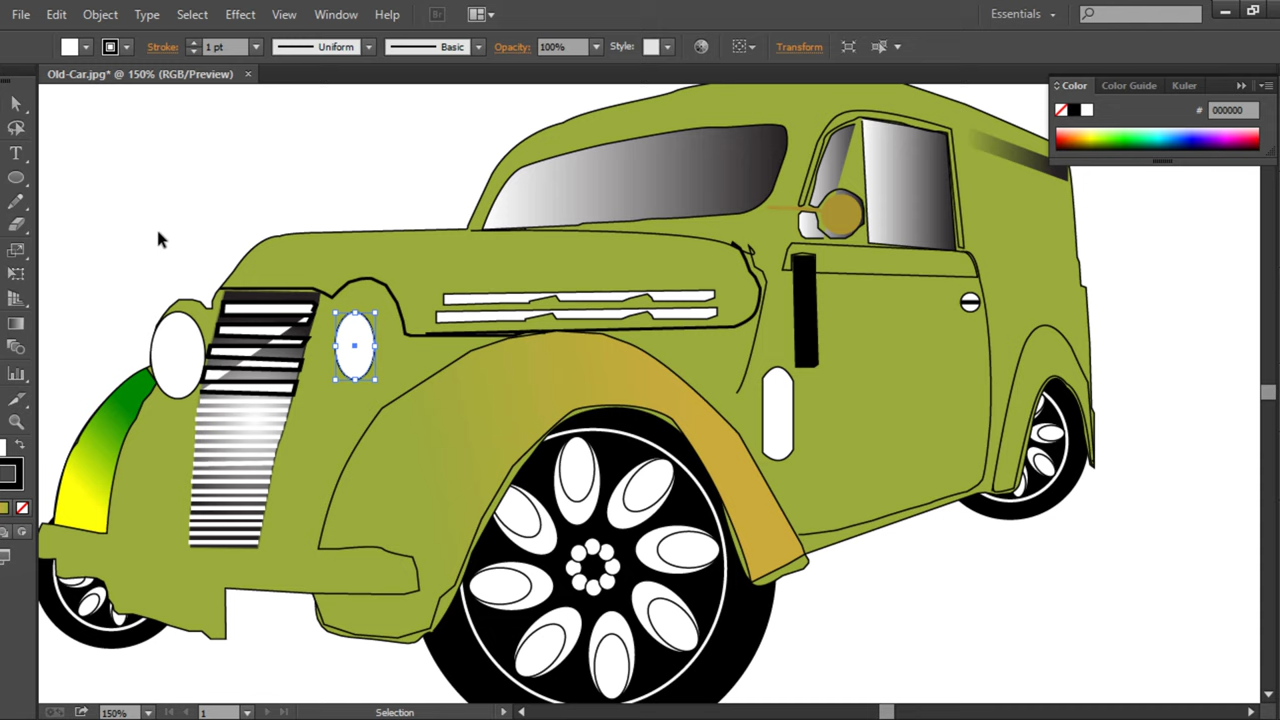 File Edit Object Type Select Effect View Window Help Br Essentials
Stroke: 1 pt Uniform Basic Opacity: 100% Style: Transform
Old-Car.jpg* @ 150% (RGB/Preview) ×
Color Color Guide Kuler
# 000000
T
150% 1 Selection